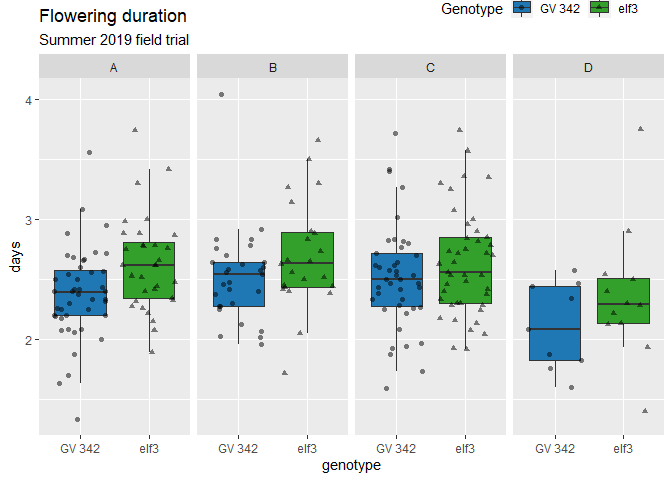 Flowering duration
Summer 2019 field trial
Genotype GV 342 elf3
A B C D
4
3
2
days
GV 342 elf3 GV 342 elf3 GV 342 elf3 GV 342 elf3
genotype